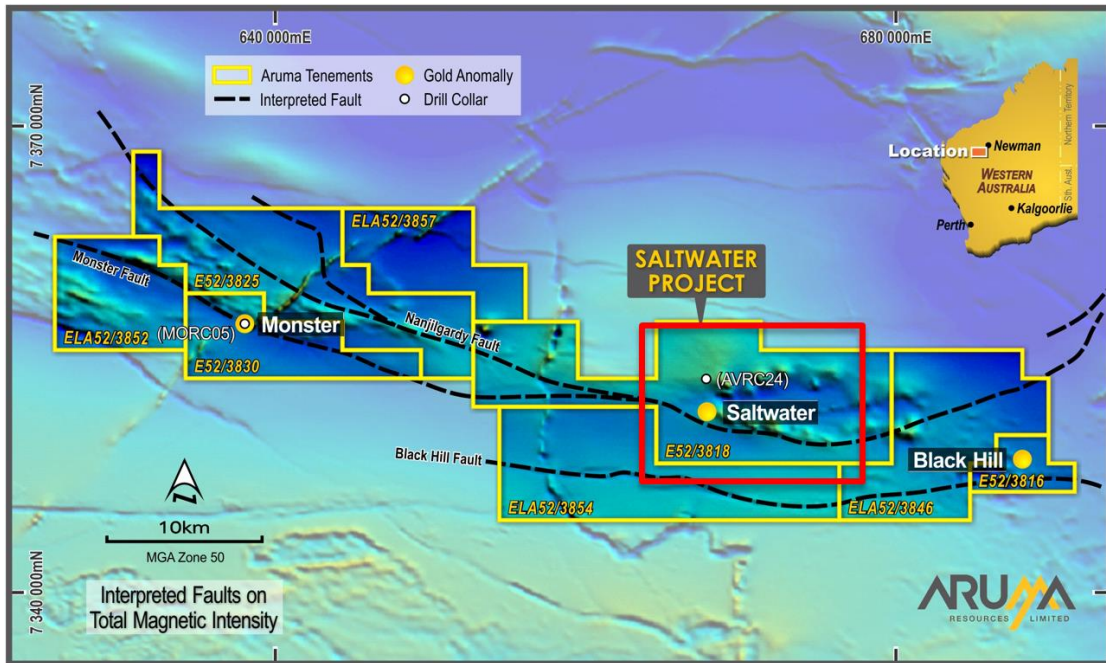 640 000mE
680 000mE
Aruma Tenements
Gold Anomally
Interpreted Fault
Drill Collar
7 370 000mN
Northern Territory
Sth. Aust.
Location
Newman
WESTERN
AUSTRALIA
Kalgoorlie
Perth
ELA52/3857
SALTWATER
PROJECT
Monster Fault
E52/3825
(MORC05)
Monster
Nanjilgardy Fault
ELA52/3852
E52/3830
(AVRC24)
Saltwater
E52/3818
Black Hill Fault
Black Hill
E52/3816
ELA52/3854
ELA52/3846
N
10km
MGA Zone 50
7 340 000mN
Interpreted Faults on
Total Magnetic Intensity
ARUMA
RESOURCES LIMITED